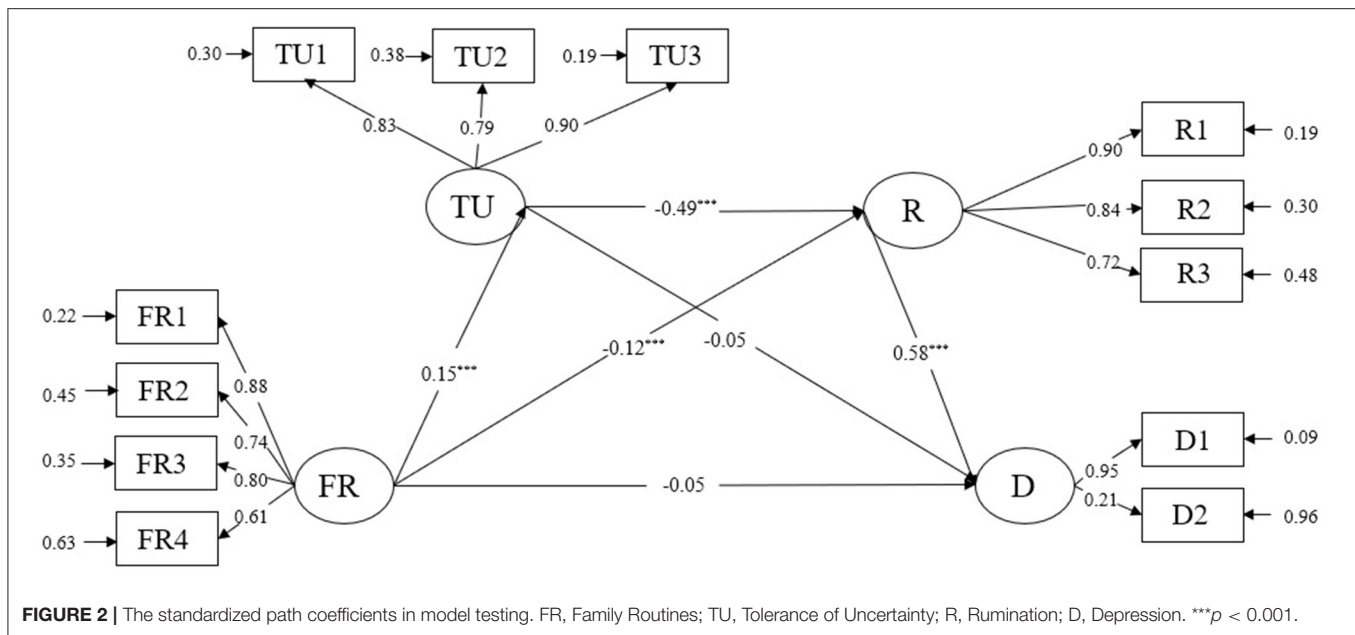 0.30 TU1 0.38 TU2 0.19 TU3
0.83 0.79 0.90
TU
-0.49***
R
0.90 R1 0.19
0.84 R2 0.30
0.72 R3 0.48
0.15***
-0.12***
-0.05
0.58***
0.22 FR1 0.88
0.45 FR2 0.74
0.35 FR3 0.80
0.63 FR4 0.61
FR
-0.05
D
0.95 D1 0.09
0.21 D2 0.96
FIGURE 2 | The standardized path coefficients in model testing. FR, Family Routines; TU, Tolerance of Uncertainty; R, Rumination; D, Depression. ***p < 0.001.